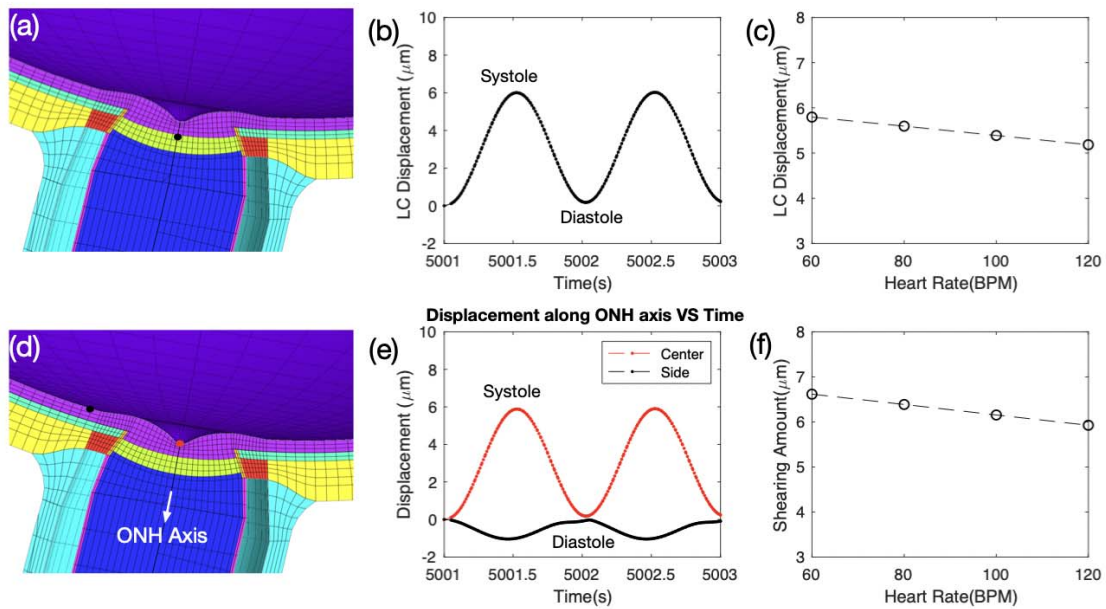 (a)
(b)
10
8
6
4
2
0
-2
LC Displacement (μm)
Systole
Diastole
5001
5001.5
5002
5002.5
5003
Time(s)
(c)
8
7
6
5
4
3
LC Displacement(μm)
60
80
100
120
Heart Rate(BPM)
(d)
ONH Axis
Displacement along ONH axis VS Time
(e)
10
8
6
4
2
0
-2
Displacement (μm)
Center
Side
Systole
Diastole
5001
5001.5
5002
5002.5
5003
Time(s)
(f)
8
7
6
5
4
3
Shearing Amount(μm)
60
80
100
120
Heart Rate(BPM)